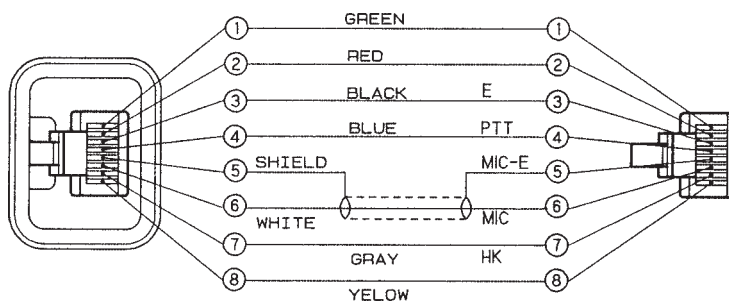 1 GREEN 1
2 RED 2
3 BLACK E 3
4 BLUE PTT 4
5 SHIELD MIC-E 5
6 WHITE MIC 6
7 GRAY HK 7
8 YELOW 8